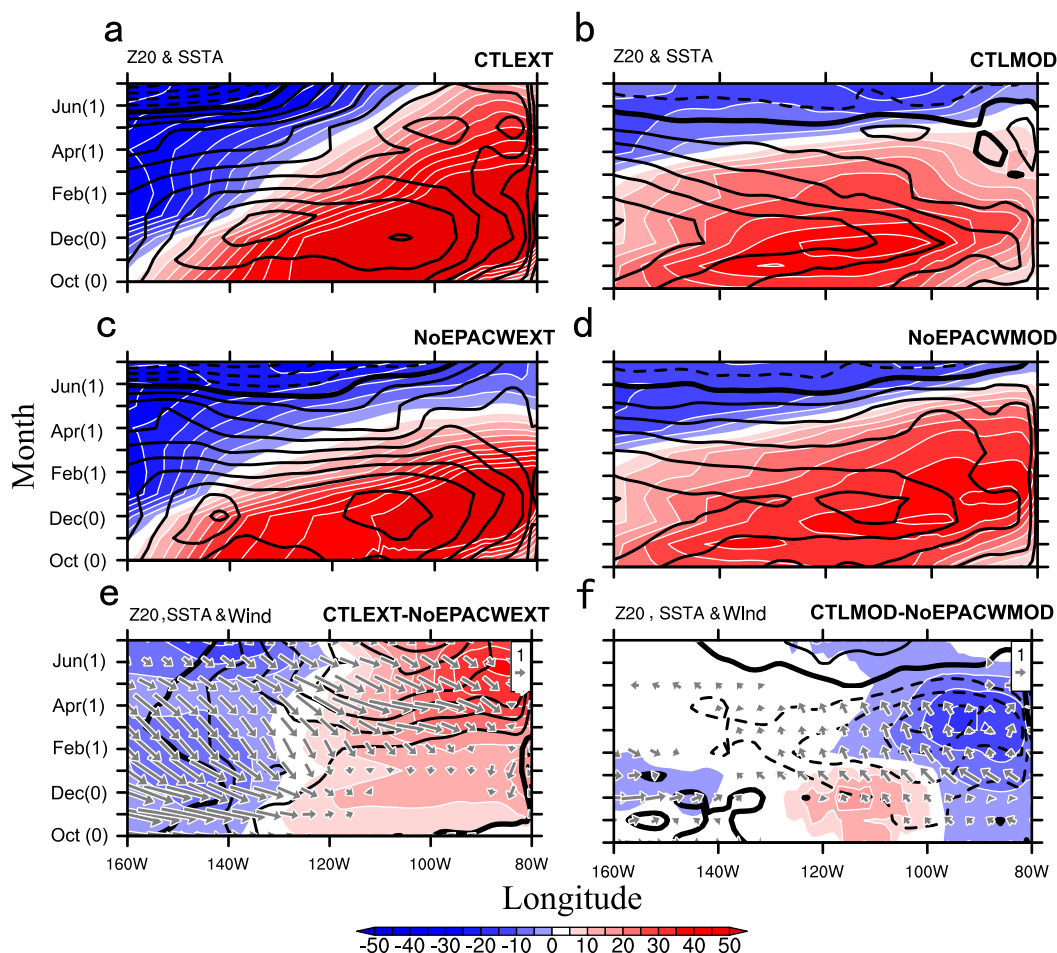 a
Z20 & SSTA
CTLEXT
Jun(1)
Apr(1)
Feb(1)
Dec(0)
Oct (0)
b
Z20 & SSTA
CTLMOD
c
NoEPACWEXT
Jun(1)
Apr(1)
Feb(1)
Dec(0)
Oct (0)
d
NoEPACWMOD
Month
e
Z20 ,SSTA &Wind
CTLEXT-NoEPACWEXT
1
Jun(1)
Apr(1)
Feb(1)
Dec(0)
Oct (0)
160W 140W 120W 100W 80W
f
Z20 , SSTA & WInd
CTLMOD-NoEPACWMOD
1
160W 140W 120W 100W 80W
Longitude
-50 -40 -30 -20 -10 0 10 20 30 40 50